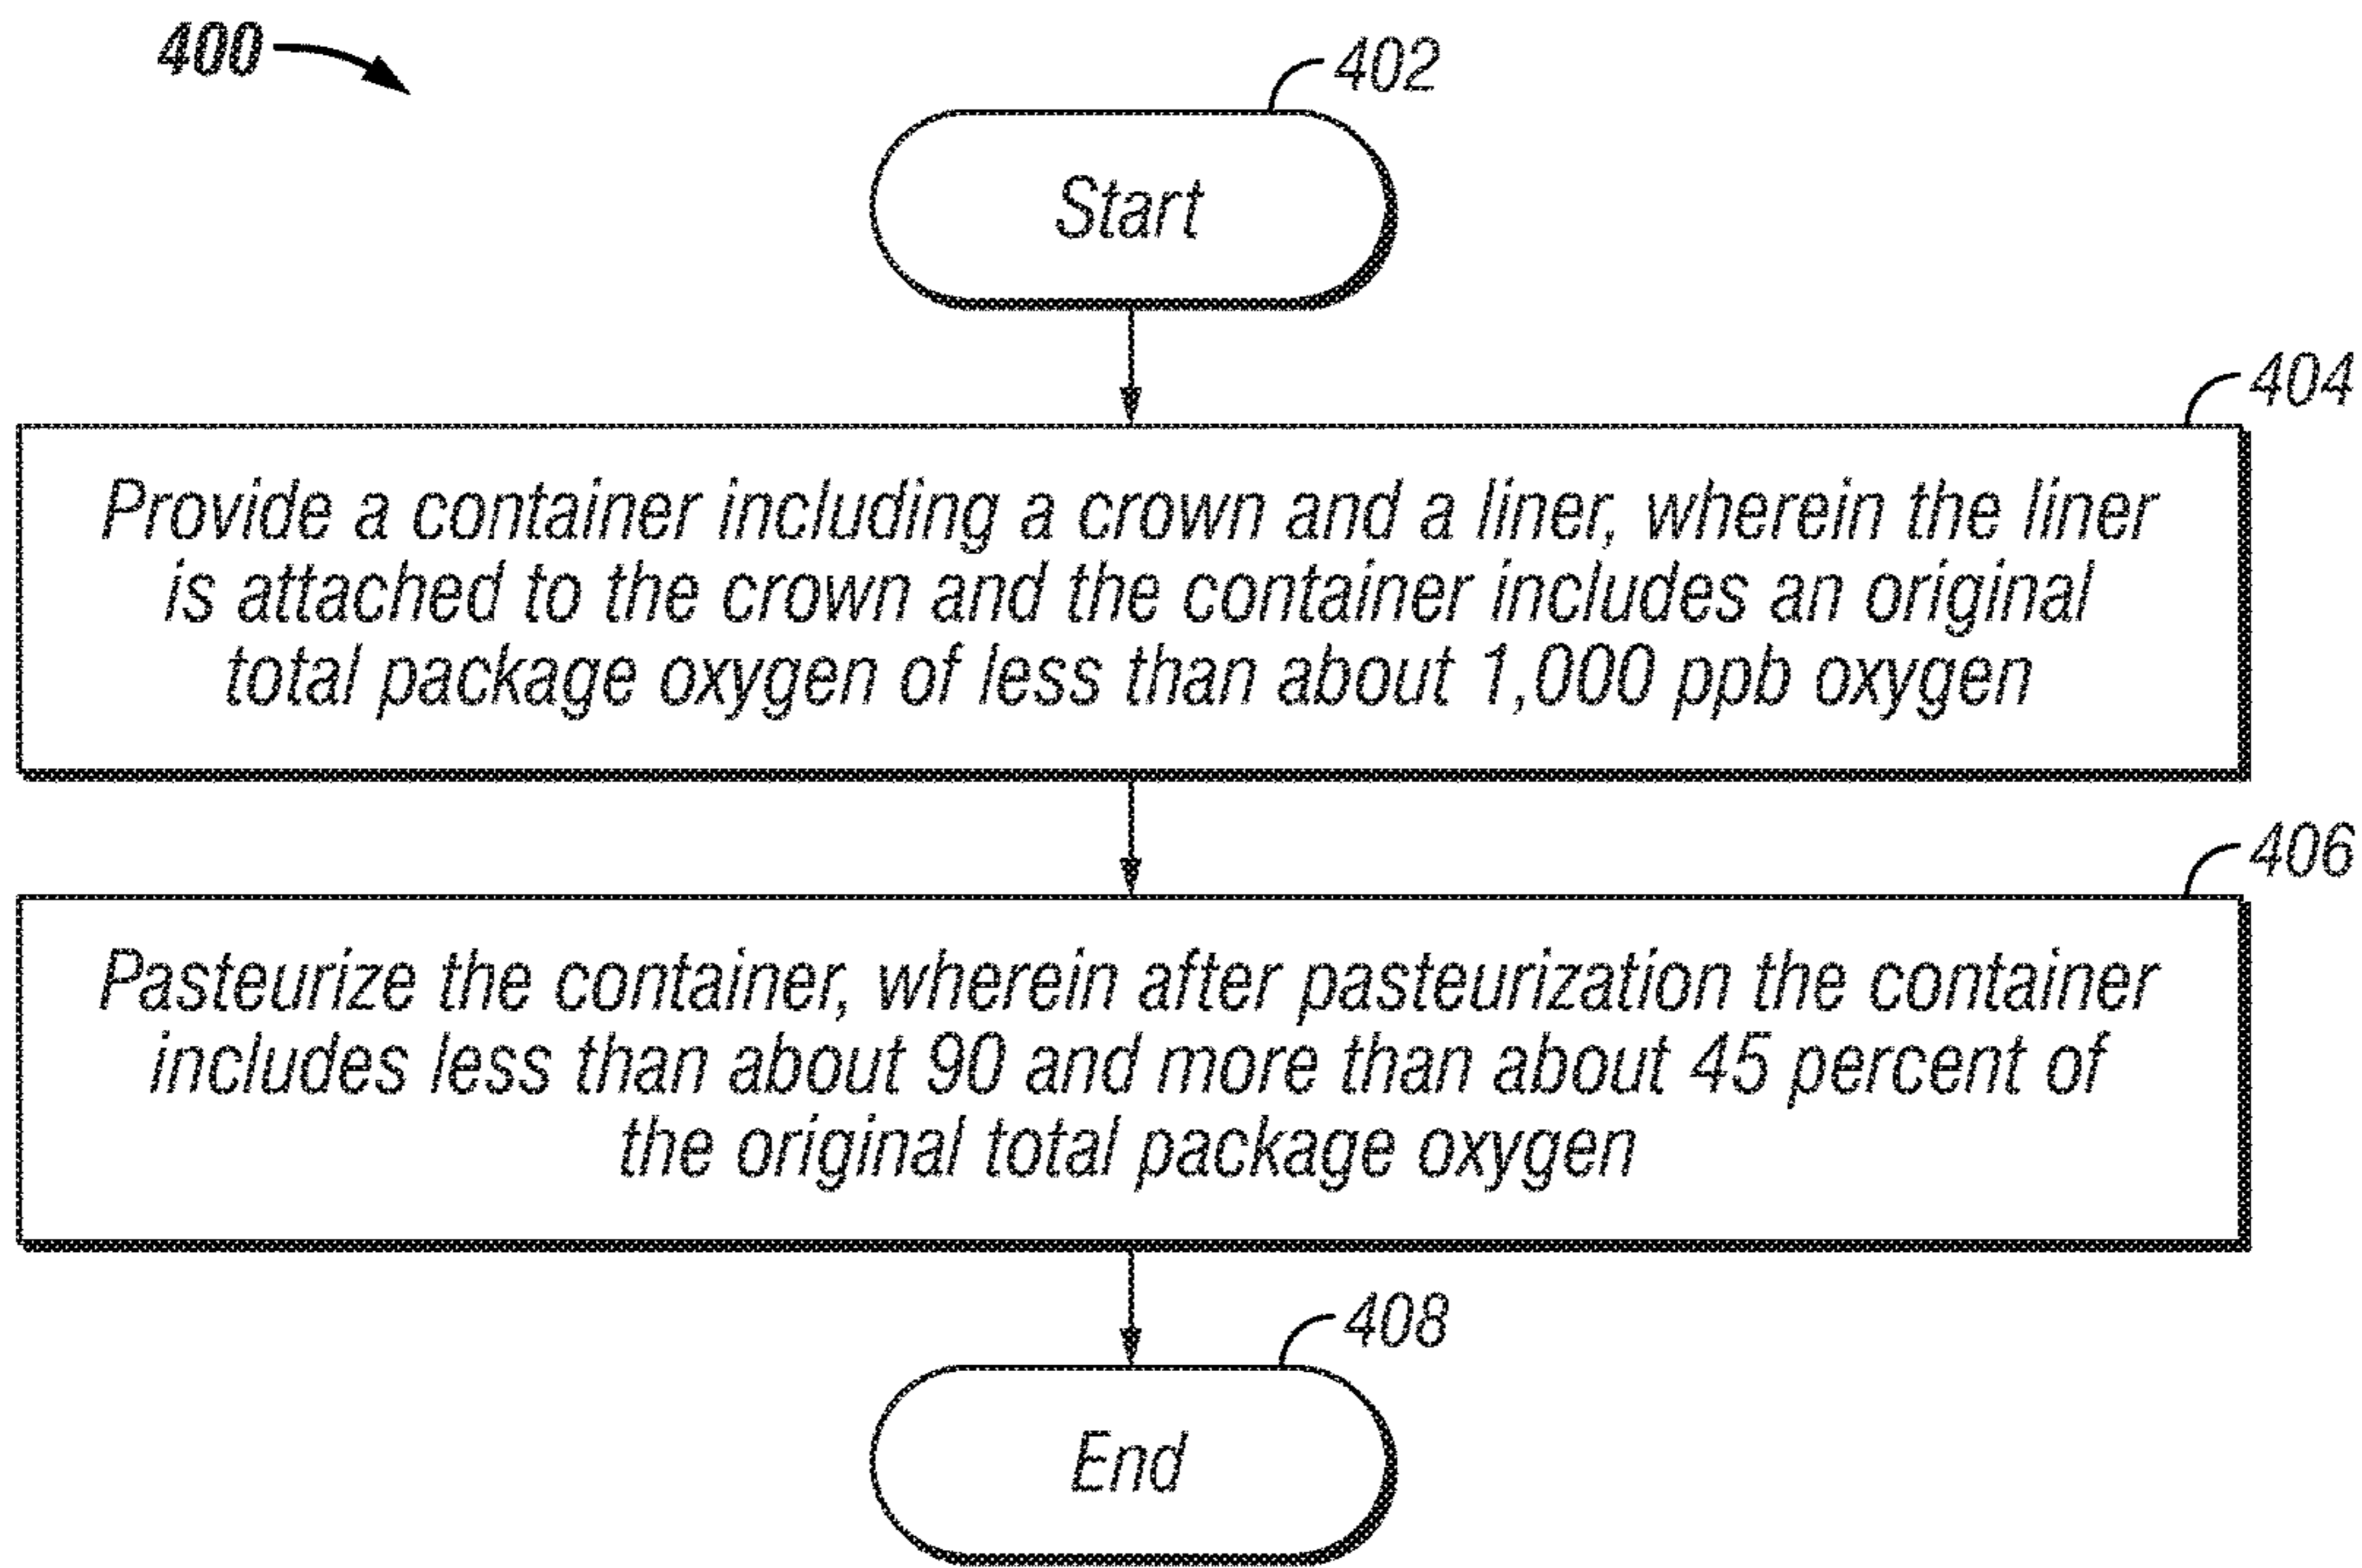 400
402
Start
404
Provide a container including a crown and a liner, wherein the liner
is attached to the crown and the container includes an original
total package oxygen of less than about 1,000 ppb oxygen
406
Pasteurize the container, wherein after pasteurization the container
includes less than about 90 and more than about 45 percent of
the original total package oxygen
408
End